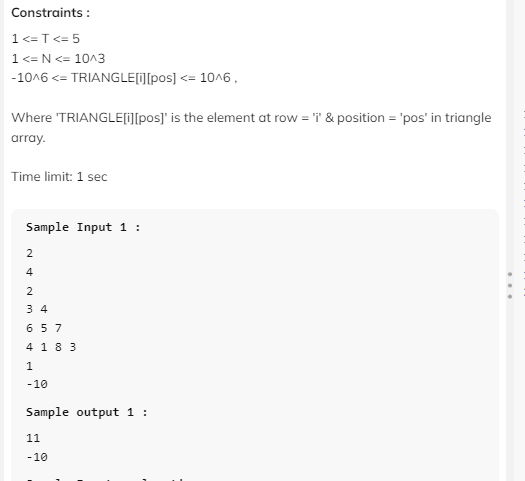 Constraints :
1 <= T <= 5
1 <= N <= 10^3
-10^6 <= TRIANGLE[i][pos] <= 10^6 ,
Where 'TRIANGLE[i][pos]' is the element at row = 'i' & position = 'pos' in triangle
array.
Time limit: 1 sec
Sample Input 1 :
2
4
2
3 4
6 5 7
4 1 8 3
1
-10
Sample output 1 :
11
-10